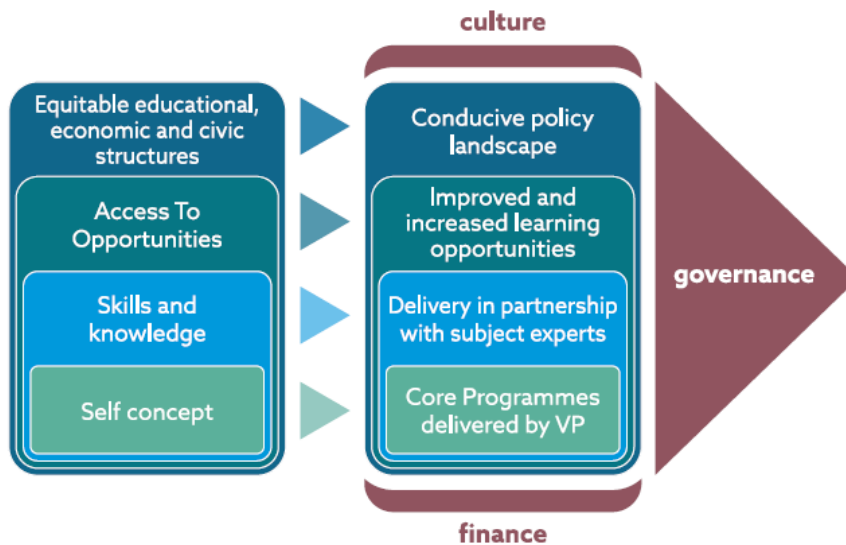 culture
Equitable educational,
economic and civic
structures
Access To
Opportunities
Skills and
knowledge
Self concept
Conducive policy
landscape
Improved and
increased learning
opportunities
Delivery in partnership
with subject experts
Core Programmes
delivered by VP
governance
finance